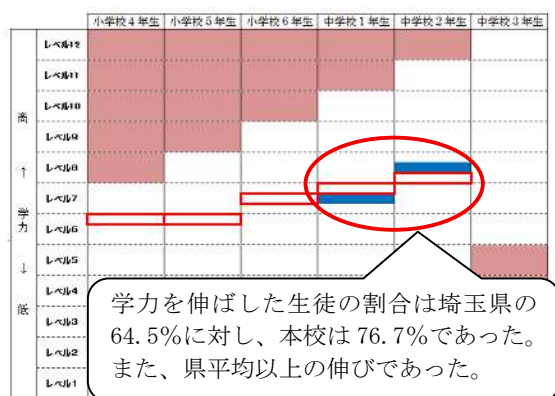 小学校4年生 小学校5年生 小学校6年生 中学校1年生 中学校2年生 中学校3年生
高
↑
学力
↓
低
レベル12
レベル11
レベル10
レベル9
レベル8
レベル7
レベル6
レベル5
レベル4
レベル3
レベル2
レベル1
学力を伸ばした生徒の割合は埼玉県の
64.5%に対し、本校は76.7%であった。
また、県平均以上の伸びであった。